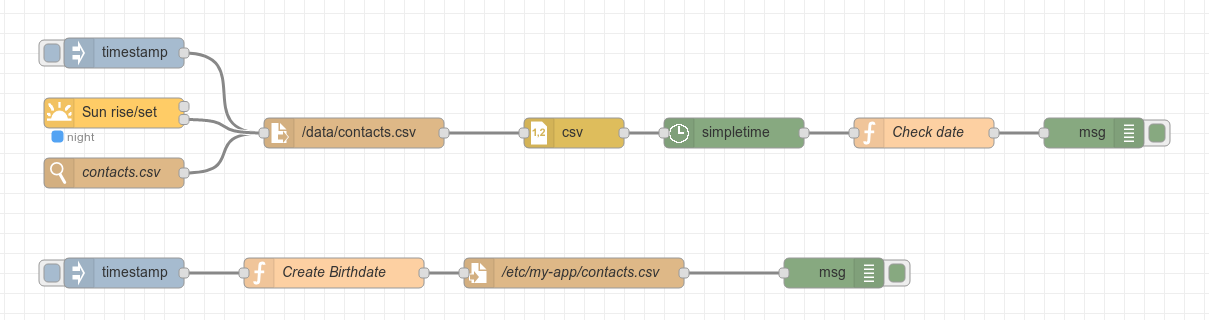 timestamp
Sun rise/set
night
contacts.csv
/data/contacts.csv
1,2
csv
simpletime
Check date
msg
timestamp
Create Birthdate
/etc/my-app/contacts.csv
msg